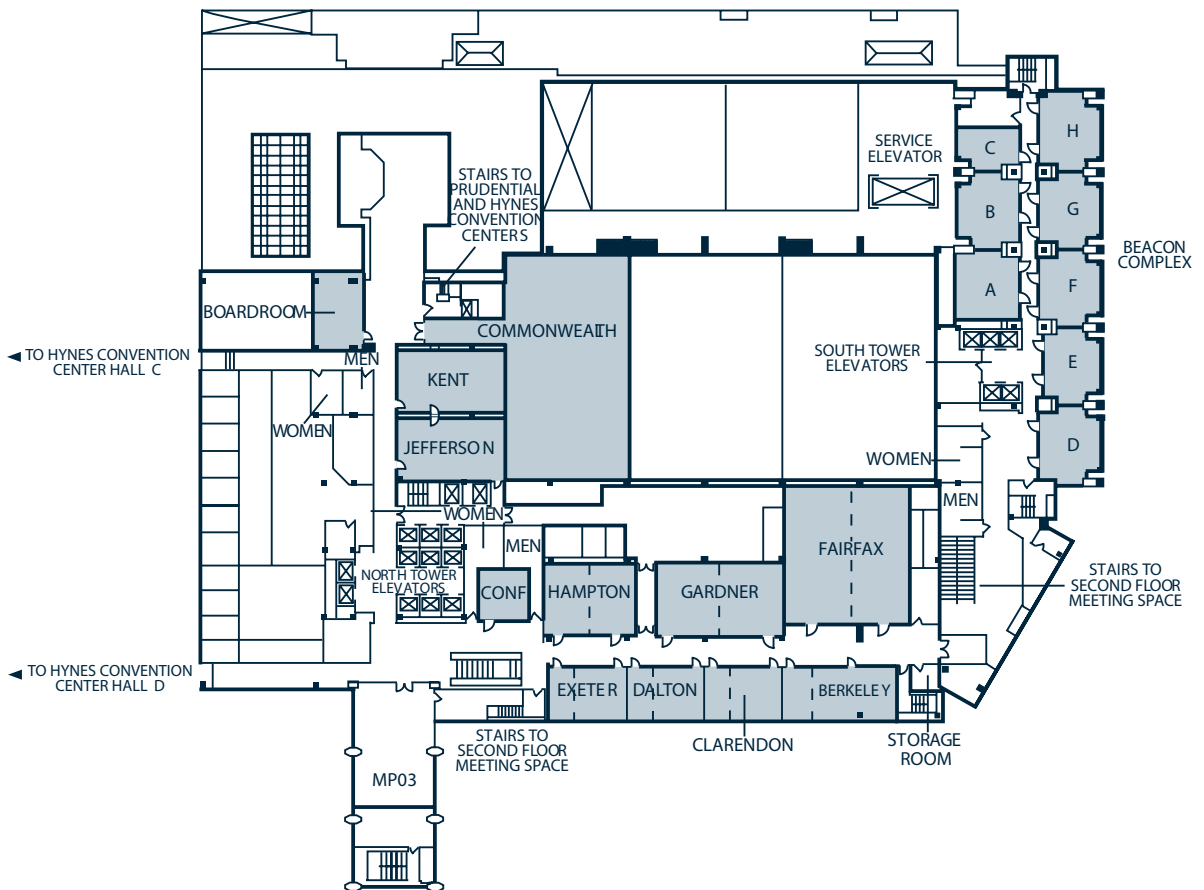 H
C
SERVICE
ELEVATOR
STAIRS TO
PRUDENTIAL
AND HYNES
CONVENTION
CENTERS
B
G
BEACON
COMPLEX
A
F
BOARDROOM
COMMONWEALTH
◄ TO HYNES CONVENTION
CENTER HALL C
MEN
SOUTH TOWER
ELEVATORS
E
KENT
WOMEN
JEFFERSON
D
WOMEN
MEN
WOMEN
MEN
FAIRFAX
NORTH TOWER
ELEVATORS
CONF
HAMPTON
GARDNER
STAIRS TO
SECOND FLOOR
MEETING SPACE
◄ TO HYNES CONVENTION
CENTER HALL D
EXETER
DALTON
BERKELEY
STAIRS TO
SECOND FLOOR
MEETING SPACE
CLARENDON
STORAGE
ROOM
MP03